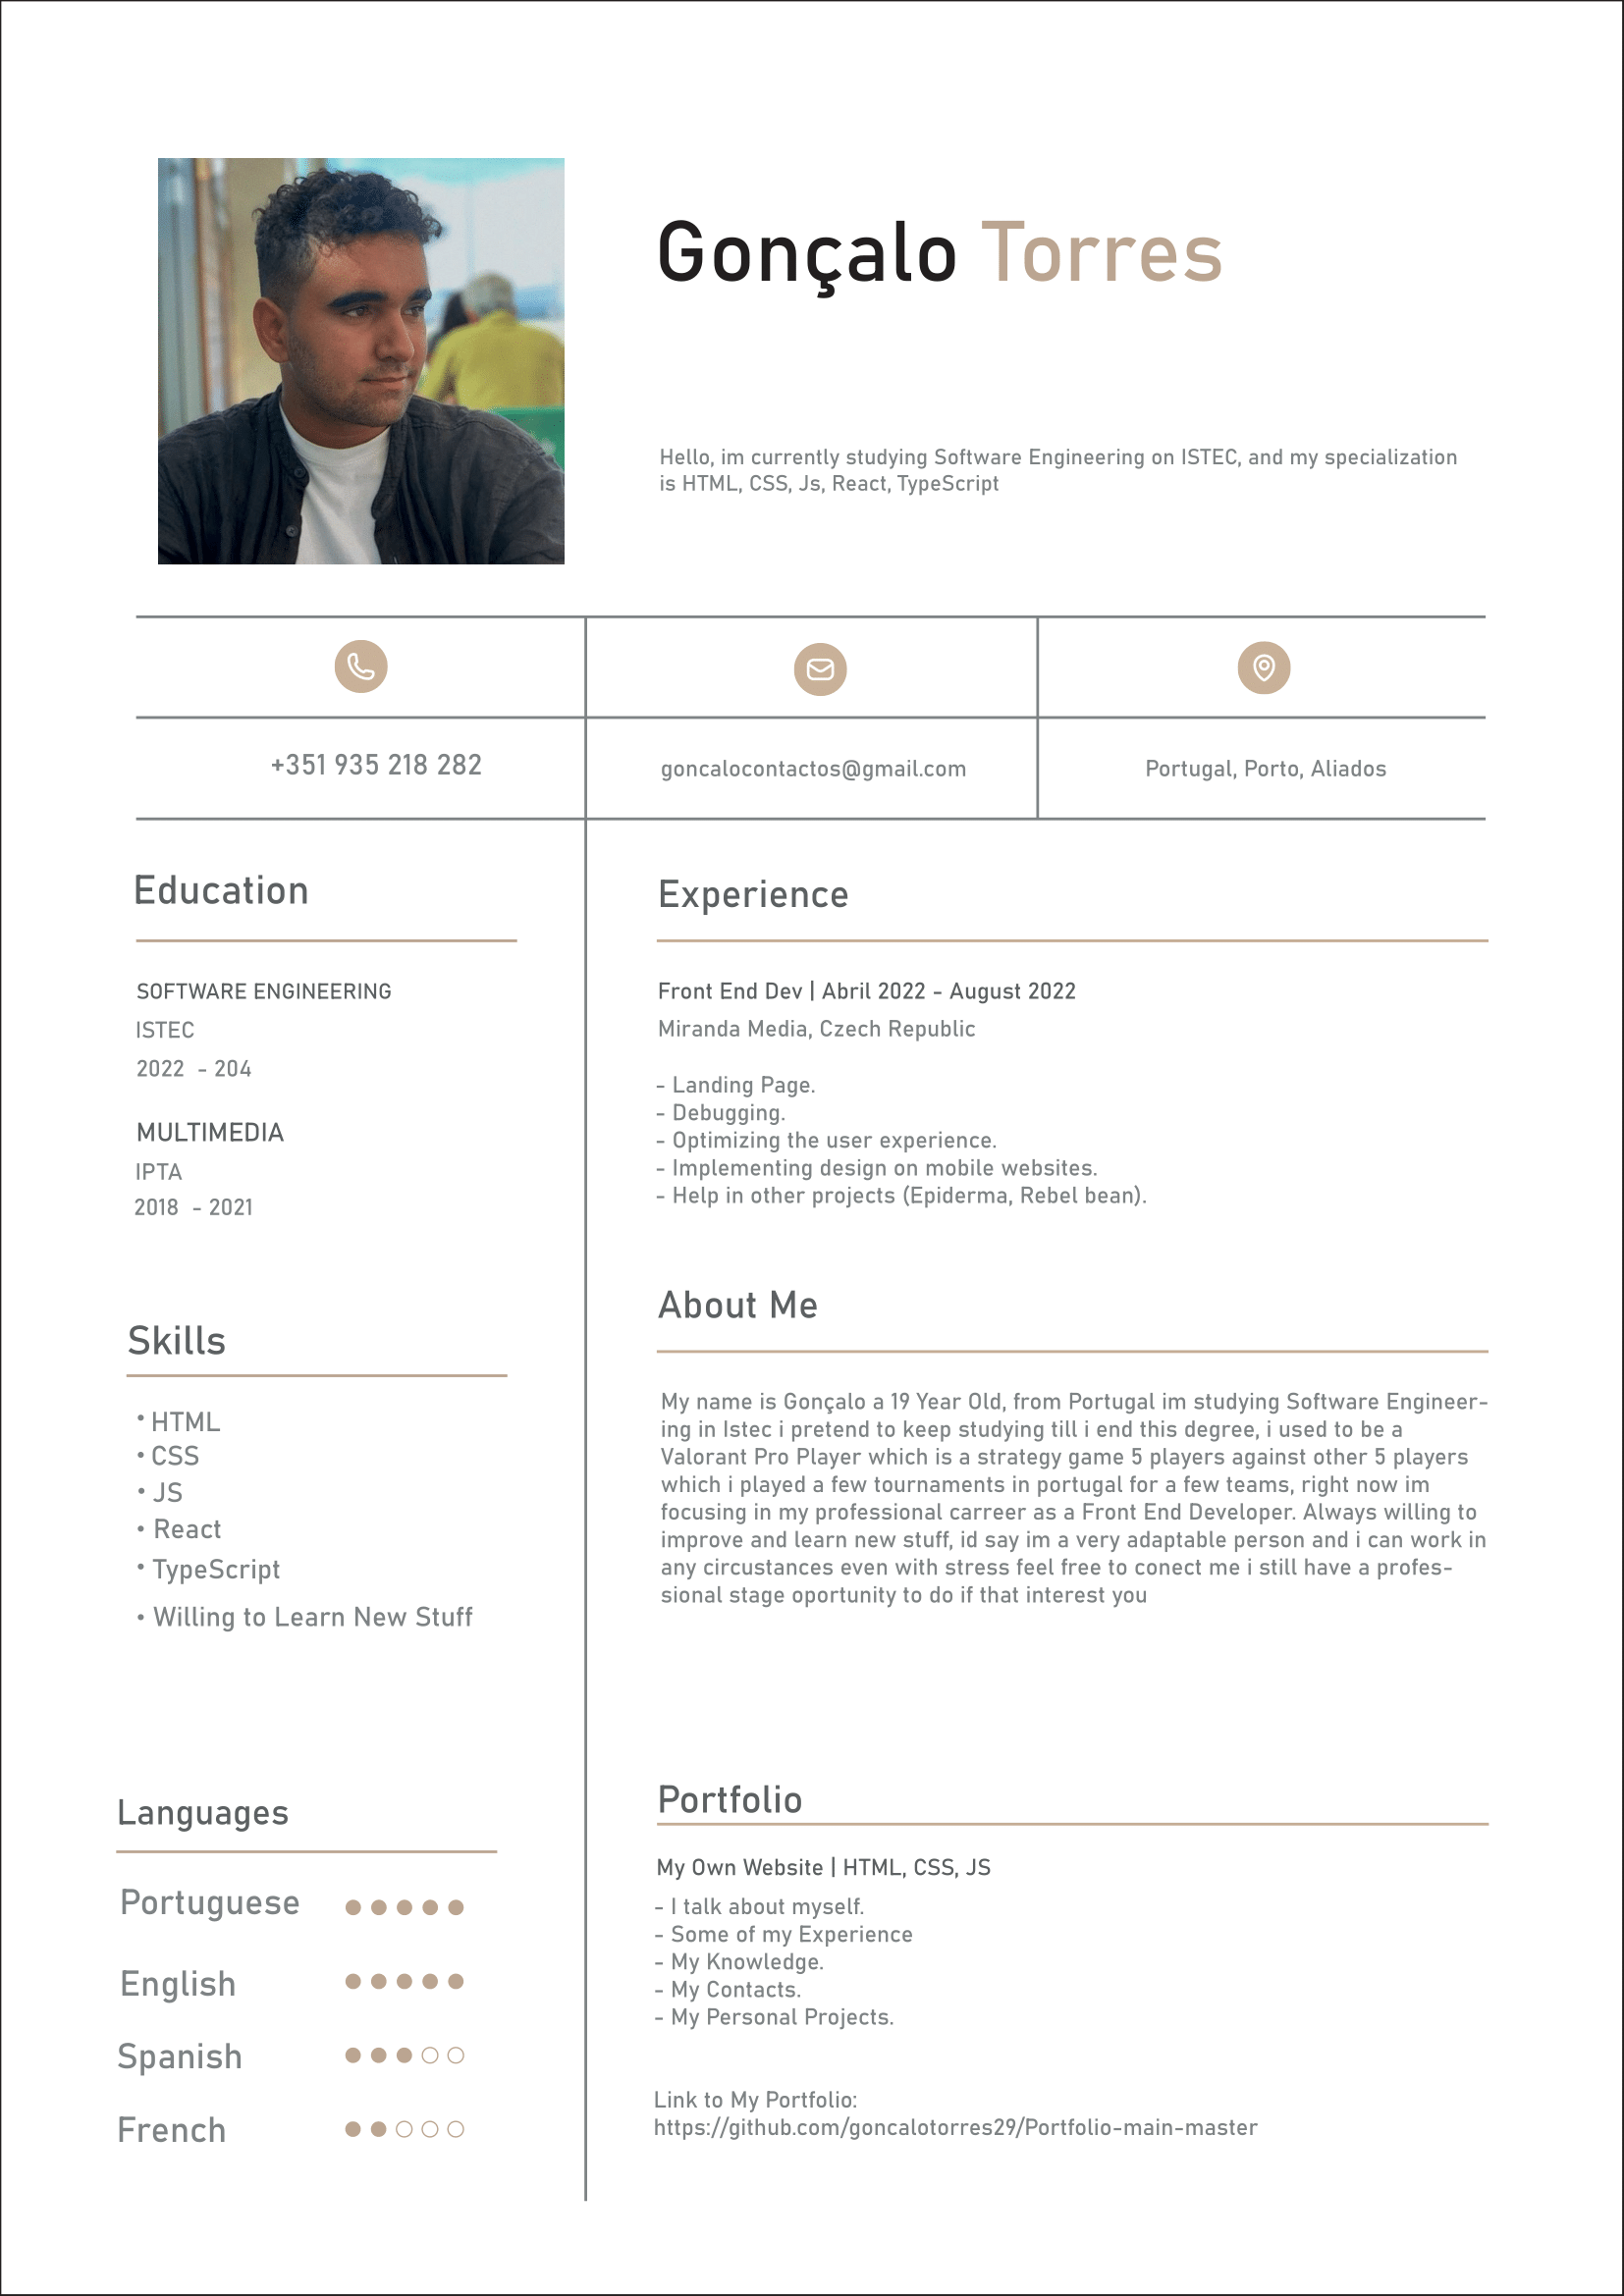 Gonçalo Torres
Hello, im currently studying Software Engineering on ISTEC, and my specialization
is HTML, CSS, Js, React, TypeScript
+351 935 218 282
goncalocontactos@gmail.com
Portugal, Porto, Aliados
Education
SOFTWARE ENGINEERING
ISTEC
2022 - 204
MULTIMEDIA
IPTA
2018 - 2021
Skills
• HTML
• CSS
• JS
• React
• TypeScript
• Willing to Learn New Stuff
Languages
Portuguese
English
Spanish
French
Experience
Front End Dev | Abril 2022 - August 2022
Miranda Media, Czech Republic
- Landing Page.
- Debugging.
- Optimizing the user experience.
- Implementing design on mobile websites.
- Help in other projects (Epiderma, Rebel bean).
About Me
My name is Gonçalo a 19 Year Old, from Portugal im studying Software Engineer-
ing in Istec i pretend to keep studying till i end this degree, i used to be a
Valorant Pro Player which is a strategy game 5 players against other 5 players
which i played a few tournaments in portugal for a few teams, right now im
focusing in my professional carreer as a Front End Developer. Always willing to
improve and learn new stuff, id say im a very adaptable person and i can work in
any circustances even with stress feel free to conect me i still have a profes-
sional stage oportunity to do if that interest you
Portfolio
My Own Website | HTML, CSS, JS
- I talk about myself.
- Some of my Experience
- My Knowledge.
- My Contacts.
- My Personal Projects.
Link to My Portfolio:
https://github.com/goncalotorres29/Portfolio-main-master